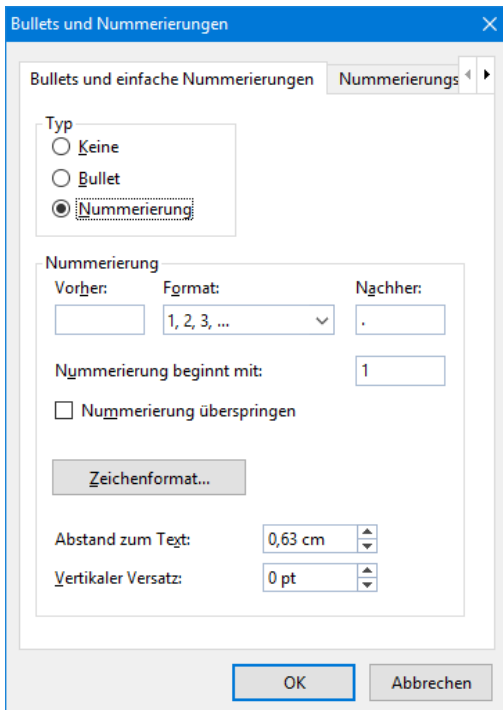 Bullets und Nummerierungen
Bullets und einfache Nummerierungen Nummerierungs
Typ
Keine
Bullet
Nummerierung
Nummerierung
Vorher: Format: Nachher:
1, 2, 3, ... .
Nummerierung beginnt mit: 1
Nummerierung überspringen
Zeichenformat...
Abstand zum Text: 0,63 cm
Vertikaler Versatz: 0 pt
OK Abbrechen